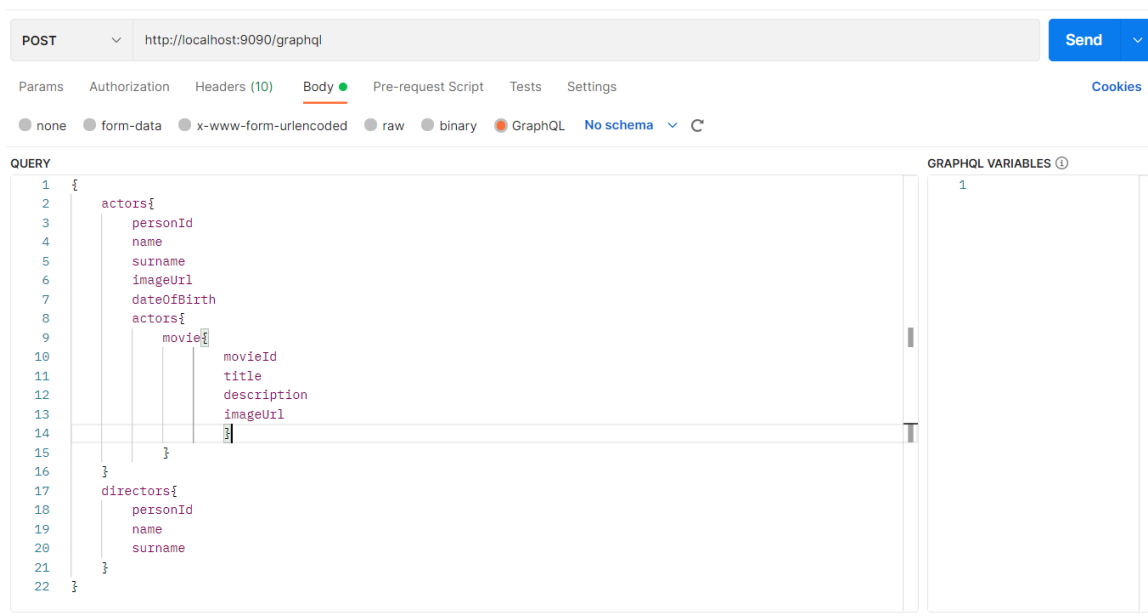 POST http://localhost:9090/graphql Send
Params Authorization Headers (10) Body Pre-request Script Tests Settings Cookies
none form-data x-www-form-urlencoded raw binary GraphQL No schema
QUERY GRAPHQL VARIABLES
1 { 1
2 actors{
3 personId
4 name
5 surname
6 imageUrl
7 dateOfBirth
8 actors{
9 movie{
10 movieId
11 title
12 description
13 imageUrl
14 }
15 }
16 }
17 directors{
18 personId
19 name
20 surname
21 }
22 }